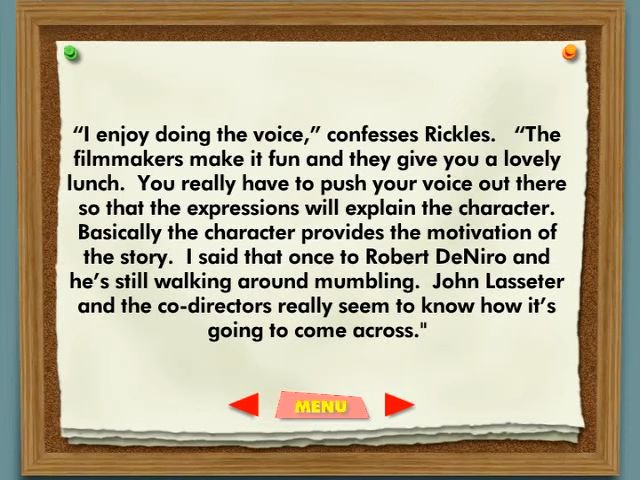 “I enjoy doing the voice,” confesses Rickles.   “The
filmmakers make it fun and they give you a lovely
lunch.  You really have to push your voice out there
so that the expressions will explain the character.
Basically the character provides the motivation of
the story.  I said that once to Robert DeNiro and
he’s still walking around mumbling.  John Lasseter
and the co-directors really seem to know how it’s
going to come across."
MENU